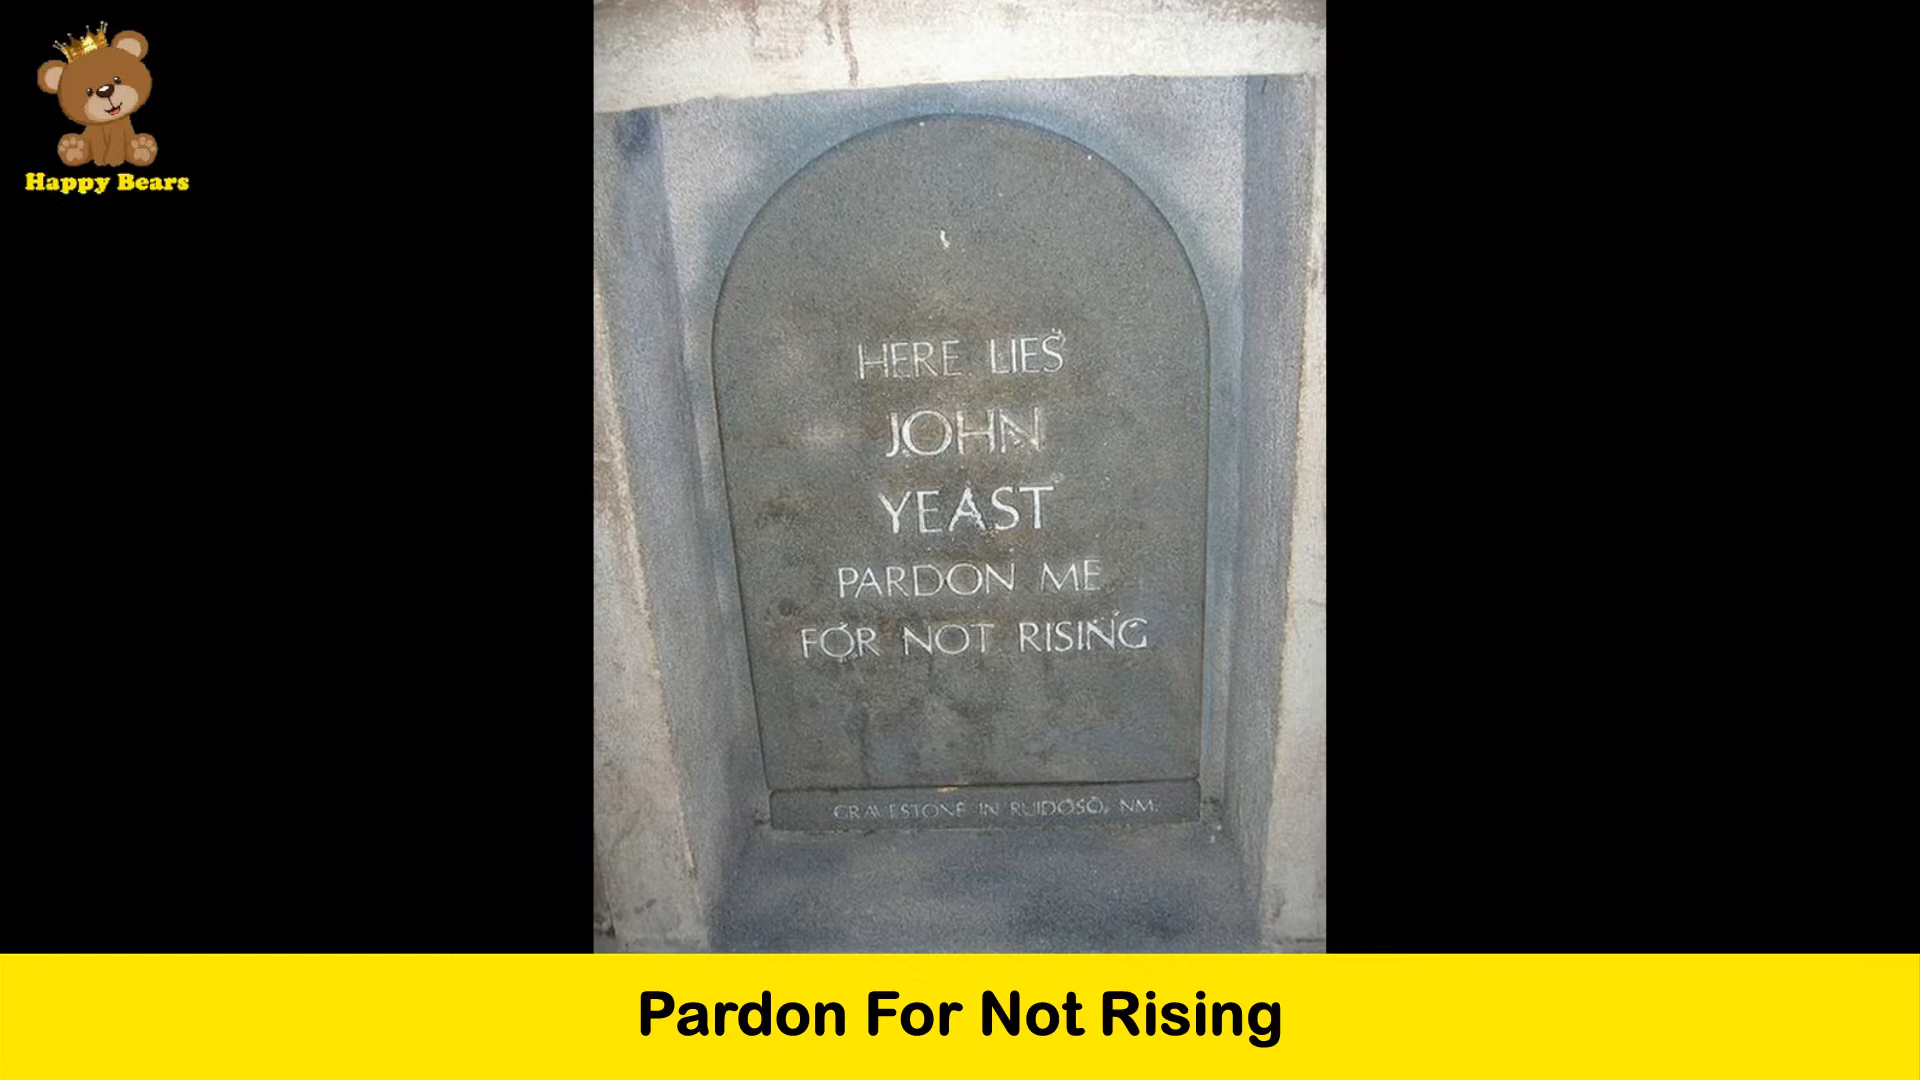 Happy Bears
HERE LIES
JOHN
YEAST
PARDON ME
FOR NOT RISING
GRAVESTONE IN RUIDOSO, NM.
Pardon For Not Rising